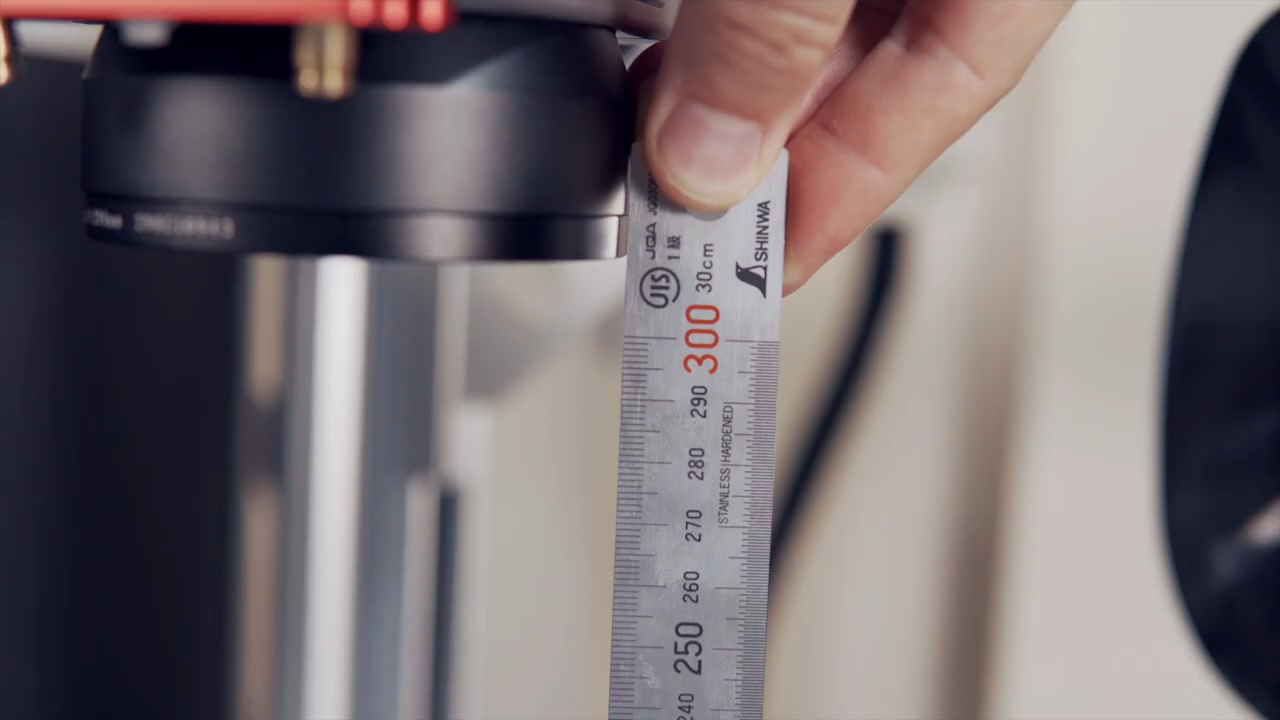 JQA
1級
JIS
30cm
SHINWA
300
290
STAINLESS HARDENED
280
270
260
250
240